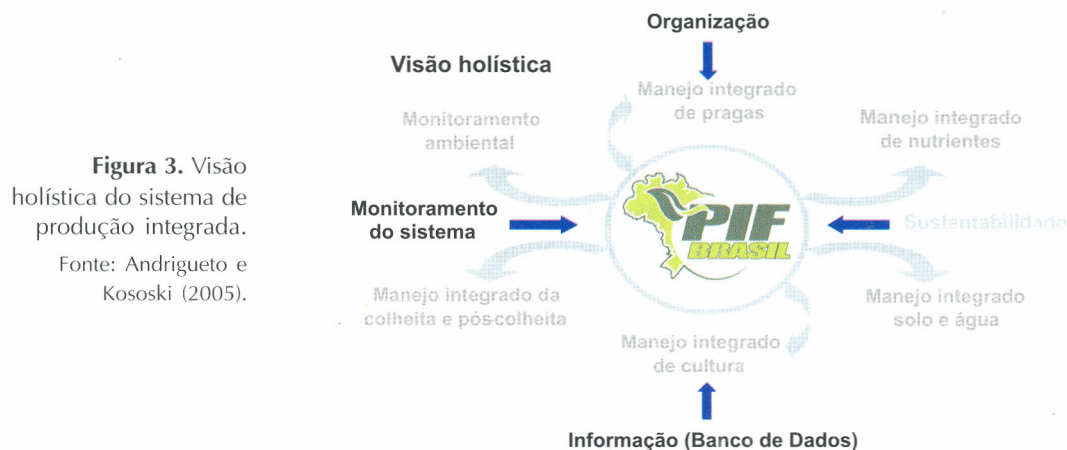 Figura 3. Visão
holística do sistema de
produção integrada.
Fonte: Andrigueto e
Kososki (2005).
Organização
Visão holística
Manejo integrado
de pragas
Monitoramento
ambiental
Manejo integrado
de nutrientes
Monitoramento
do sistema
PIF
BRASIL
Sustentabilidade
Manejo integrado da
colheita e pós-colheita
Manejo integrado
solo e água
Manejo integrado
de cultura
Informação (Banco de Dados)